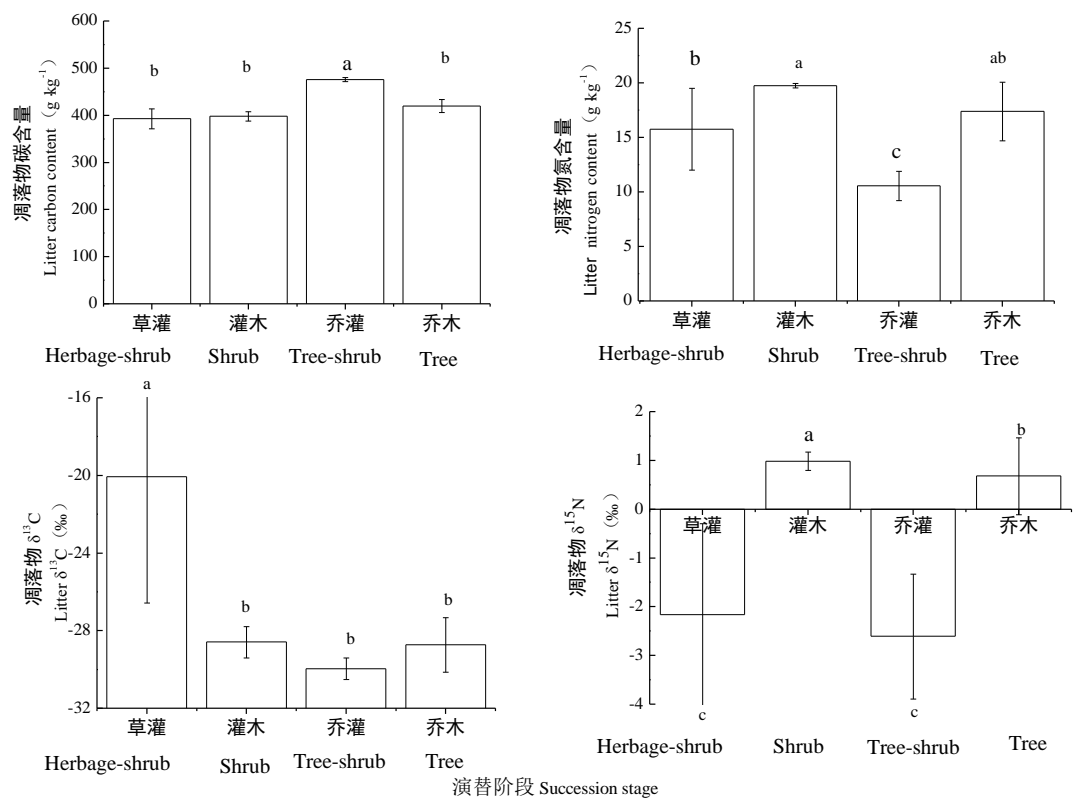 600
500
400
300
200
100
0
凋落物碳含量
Litter carbon content（g kg-1）
b
b
a
b
草灌
灌木
乔灌
乔木
Herbage-shrub
Shrub
Tree-shrub
Tree
25
20
15
10
5
0
凋落物氮含量
Litter nitrogen content（g kg-1）
b
a
c
ab
草灌
灌木
乔灌
乔木
Herbage-shrub
Shrub
Tree-shrub
Tree
-16
-20
-24
-28
-32
凋落物 δ13C
Litter δ13C（‰）
a
b
b
b
草灌
灌木
乔灌
乔木
Herbage-shrub
Shrub
Tree-shrub
Tree
2
1
0
-1
-2
-3
-4
凋落物 δ15N
Litter δ15N（‰）
a
b
草灌
灌木
乔灌
乔木
c
c
Herbage-shrub
Shrub
Tree-shrub
Tree
演替阶段 Succession stage